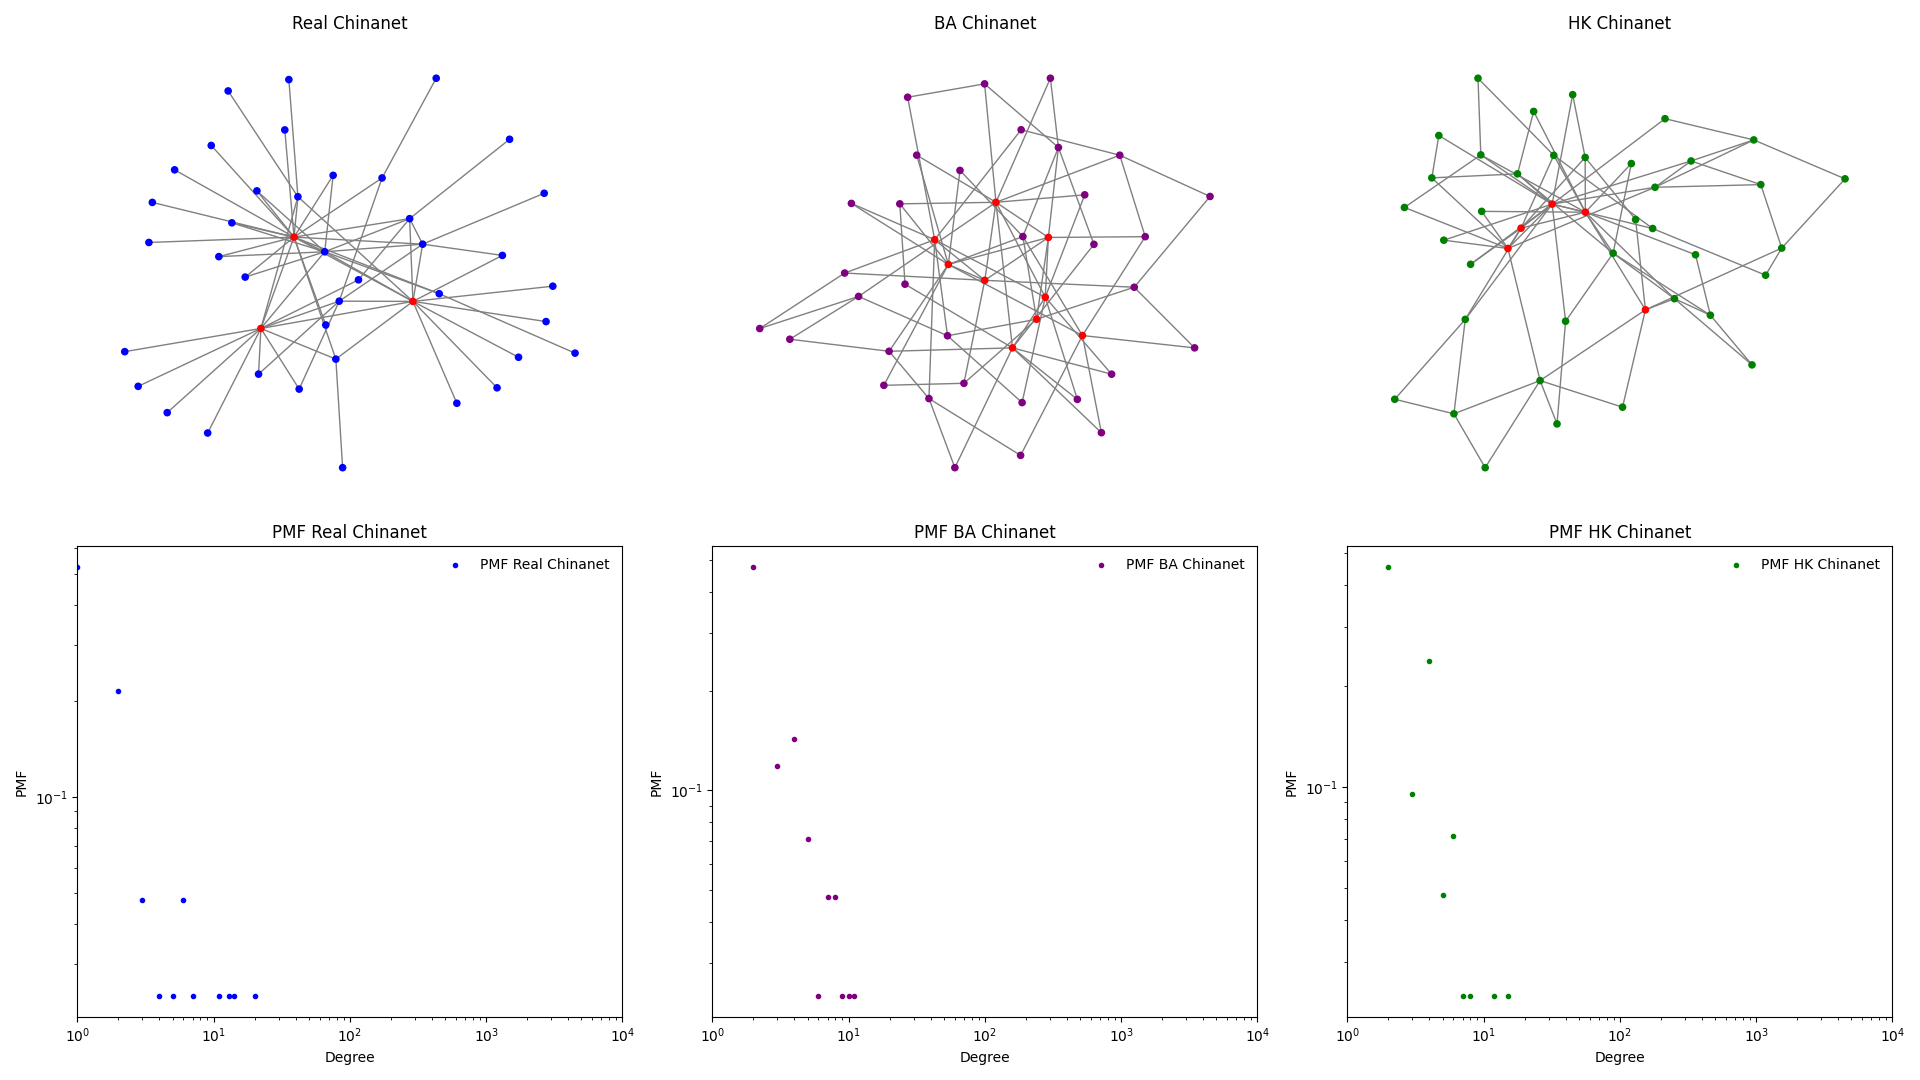 Real Chinanet
BA Chinanet
HK Chinanet
PMF Real Chinanet
PMF BA Chinanet
PMF HK Chinanet
PMF Real Chinanet
PMF BA Chinanet
PMF HK Chinanet
PMF
PMF
PMF
10⁻¹
10⁻¹
10⁻¹
10⁰ 10¹ 10² 10³ 10⁴
10⁰ 10¹ 10² 10³ 10⁴
10⁰ 10¹ 10² 10³ 10⁴
Degree
Degree
Degree